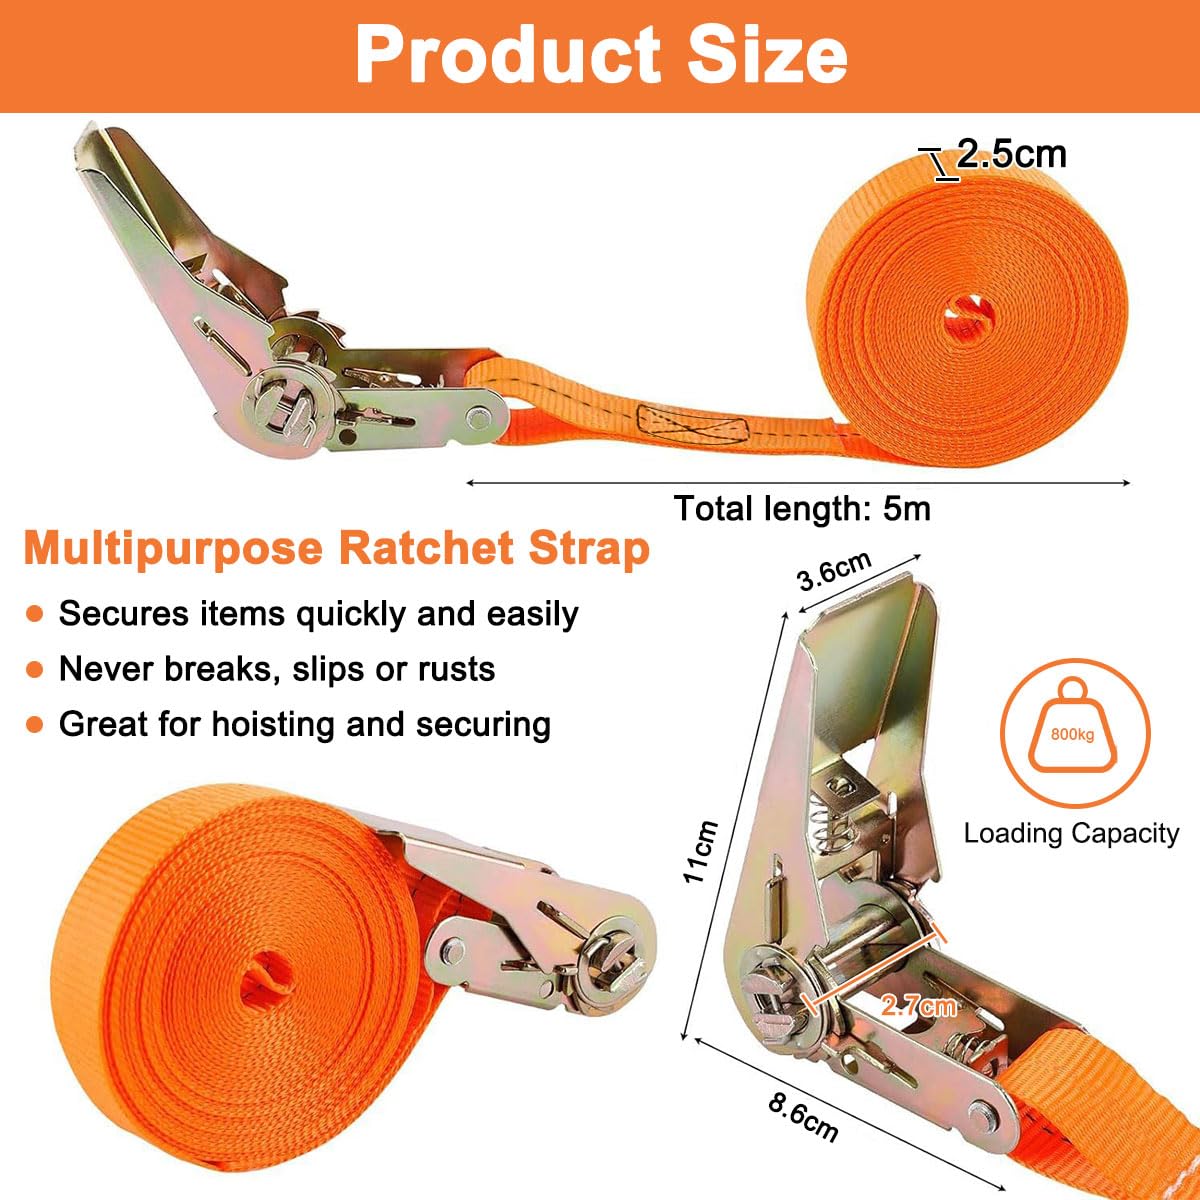 Product Size
2.5cm
Total length: 5m
Multipurpose Ratchet Strap
Secures items quickly and easily
Never breaks, slips or rusts
Great for hoisting and securing
3.6cm
11cm
2.7cm
8.6cm
800kg
Loading Capacity